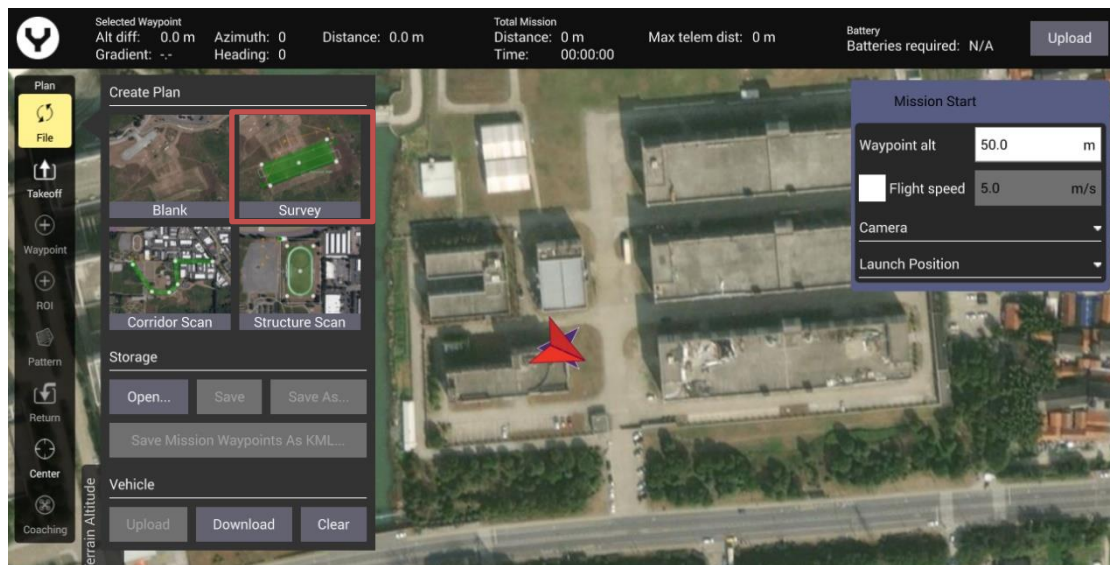 Selected Waypoint
Alt diff: 0.0 m Azimuth: 0 Distance: 0.0 m
Gradient: -.- Heading: 0
Total Mission
Distance: 0 m Max telem dist: 0 m
Time: 00:00:00
Battery
Batteries required: N/A
Upload
Plan
File
Takeoff
Waypoint
ROI
Pattern
Return
Center
Coaching
Create Plan
Blank Survey
Corridor Scan Structure Scan
Storage
Open... Save Save As...
Save Mission Waypoints As KML...
Vehicle
Upload Download Clear
Altitude
Mission Start
Waypoint alt 50.0 m
Flight speed 5.0 m/s
Camera
Launch Position